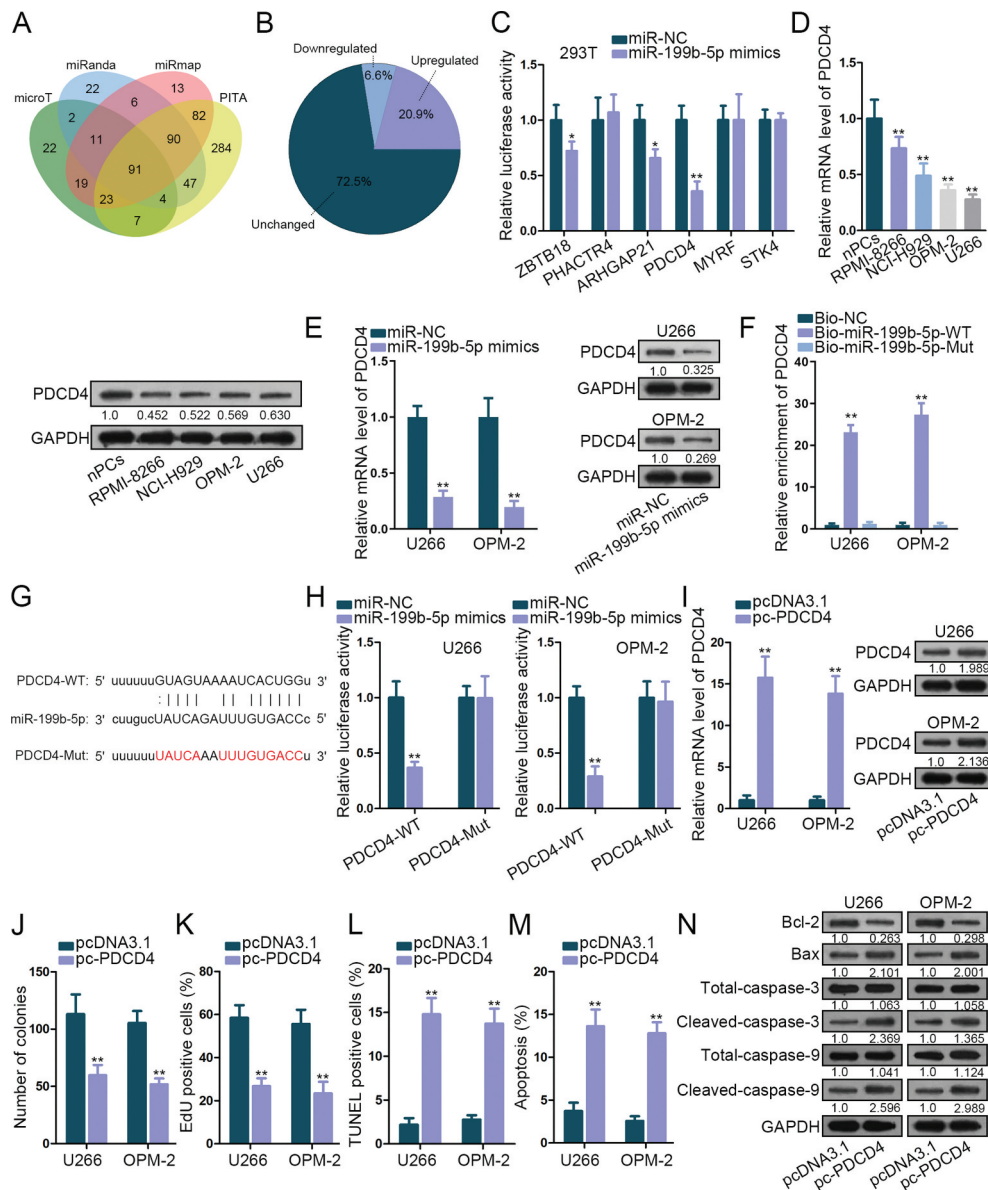 A
miRanda
miRmap
microT
PITA
22
13
6
82
2
90
22
11
284
91
19
47
23
4
7
B
Downregulated
Upregulated
6.6%
20.9%
72.5%
Unchanged
C
miR-NC
miR-199b-5p mimics
293T
Relative luciferase activity
1.5
1.0
0.5
0.0
*
*
**
ZBTB18
PHACTR4
ARHGAP21
PDCD4
MYRF
STK4
D
Relative mRNA level of PDCD4
1.5
1.0
0.5
0.0
**
**
**
**
nPCs
RPMI-8266
NCI-H929
OPM-2
U266
PDCD4
1.0 0.452 0.522 0.569 0.630
GAPDH
nPCs
RPMI-8266
NCI-H929
OPM-2
U266
E
miR-NC
miR-199b-5p mimics
Relative mRNA level of PDCD4
1.5
1.0
0.5
0.0
**
**
U266 OPM-2
U266
PDCD4
1.0 0.325
GAPDH
OPM-2
PDCD4
1.0 0.269
GAPDH
miR-NC
miR-199b-5p mimics
F
Bio-NC
Bio-miR-199b-5p-WT
Bio-miR-199b-5p-Mut
Relative enrichment of PDCD4
40
30
20
10
0
**
**
U266 OPM-2
G
PDCD4-WT: 5' uuuuuuGUAGUAAAAUCACUGGu 3'
: | | | | | | | | | | | | |
miR-199b-5p: 3' cuugucUAUCAGAUUUGUGACCc 5'
PDCD4-Mut: 5' uuuuuuUAUCAAAUUUGUGACCu 3'
H
miR-NC
miR-199b-5p mimics
U266
Relative luciferase activity
1.5
1.0
0.5
0.0
**
PDCD4-WT
PDCD4-Mut
miR-NC
miR-199b-5p mimics
OPM-2
Relative luciferase activity
1.5
1.0
0.5
0.0
**
PDCD4-WT
PDCD4-Mut
I
pcDNA3.1
pc-PDCD4
Relative mRNA level of PDCD4
20
15
10
5
0
**
**
U266 OPM-2
U266
PDCD4
1.0 1.989
GAPDH
OPM-2
PDCD4
1.0 2.136
GAPDH
pcDNA3.1
pc-PDCD4
J
pcDNA3.1
pc-PDCD4
Number of colonies
150
100
50
0
**
**
U266 OPM-2
K
EdU positive cells (%)
80
60
40
20
0
**
**
U266 OPM-2
L
pcDNA3.1
pc-PDCD4
TUNEL positive cells (%)
20
15
10
5
0
**
**
U266 OPM-2
M
Apoptosis (%)
20
15
10
5
0
**
**
U266 OPM-2
N
U266 OPM-2
Bcl-2
1.0 0.263 1.0 0.298
Bax
1.0 2.101 1.0 2.001
Total-caspase-3
1.0 1.063 1.0 1.058
Cleaved-caspase-3
1.0 2.369 1.0 1.365
Total-caspase-9
1.0 1.041 1.0 1.124
Cleaved-caspase-9
1.0 2.596 1.0 2.989
GAPDH
pcDNA3.1
pc-PDCD4
pcDNA3.1
pc-PDCD4